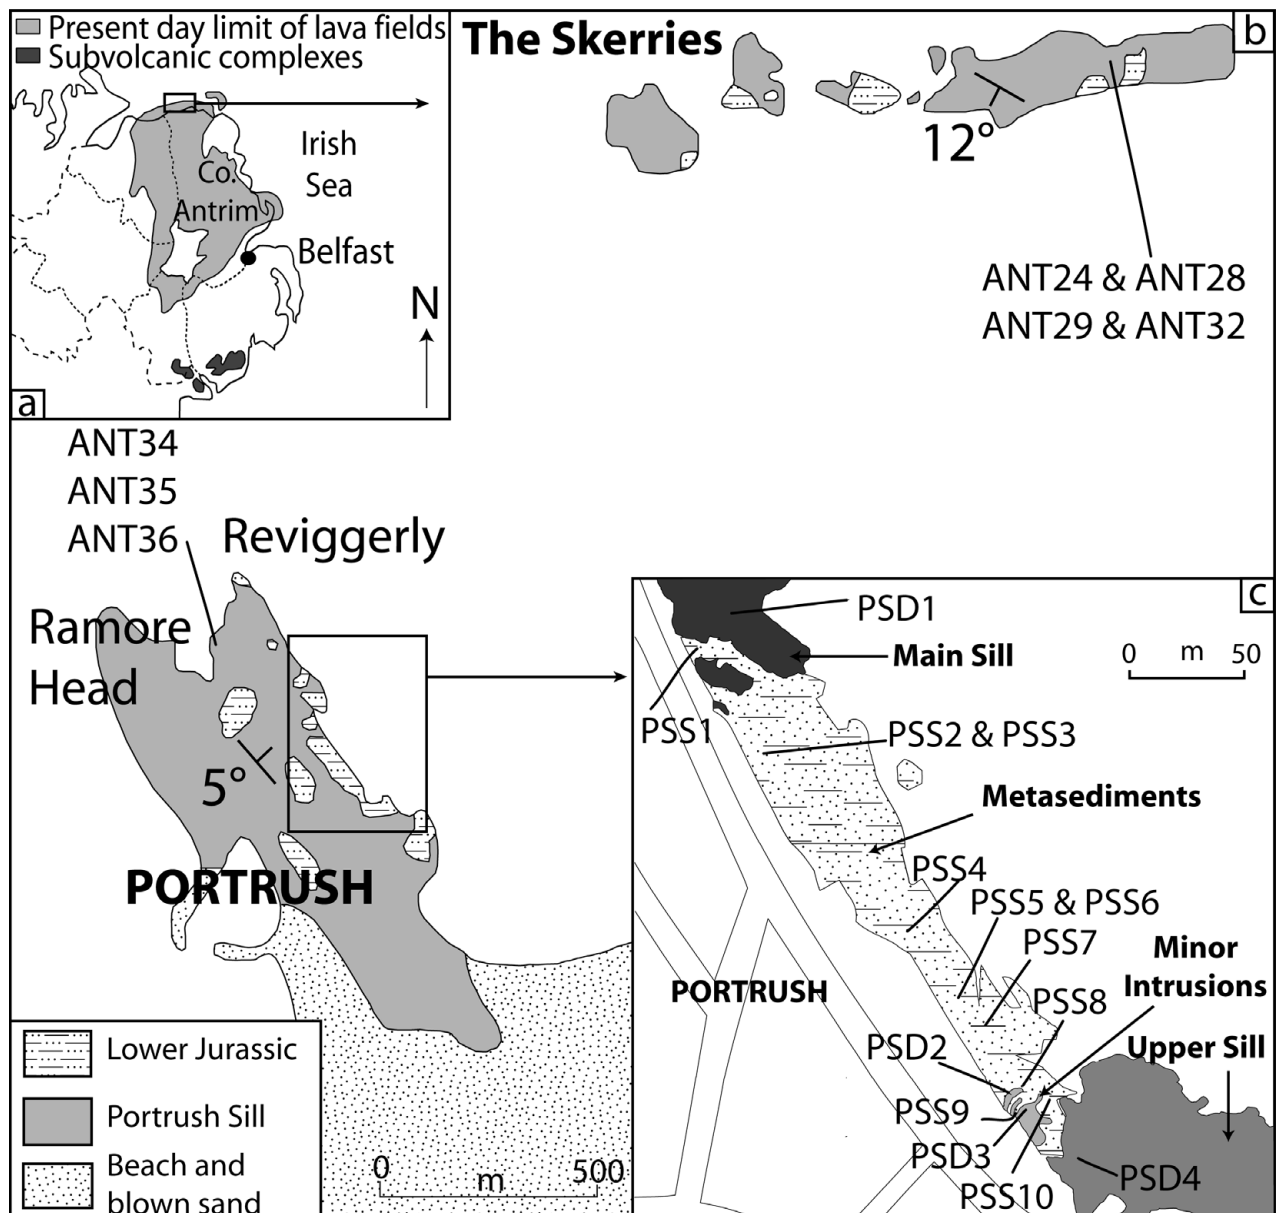 Present day limit of lava fields
Subvolcanic complexes
Irish
Sea
Co.
Antrim
Belfast
N
a
The Skerries
b
12°
ANT24 & ANT28
ANT29 & ANT32
ANT34
ANT35
ANT36
Reviggerly
Ramore
Head
5°
PORTRUSH
Lower Jurassic
Portrush Sill
Beach and
blown sand
0 m 500
c
PSD1
Main Sill
0 m 50
PSS1
PSS2 & PSS3
Metasediments
PSS4
PSS5 & PSS6
PSS7
Minor
Intrusions
PORTRUSH
PSS8
PSD2
Upper Sill
PSS9
PSD3
PSD4
PSS10